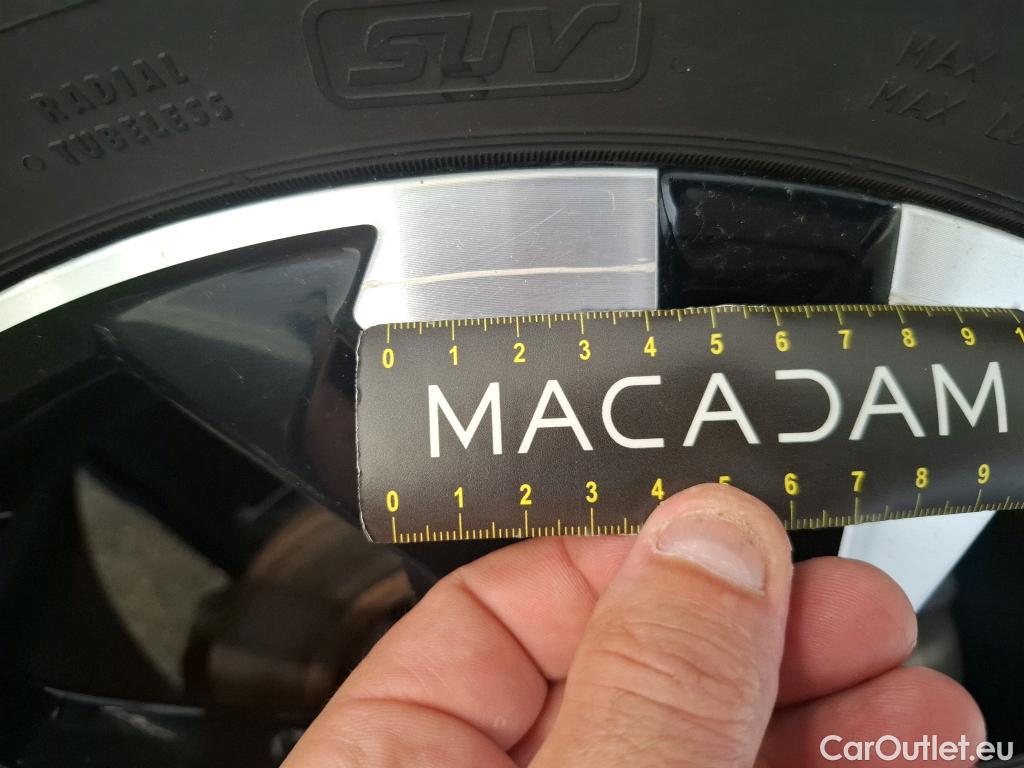 SUV
RADIAL
TUBELESS
MAX
MAX
0 1 2 3 4 5 6 7 8 9 1
MACADAM
0 1 2 3 4 5 6 7 8 9
CarOutlet.eu